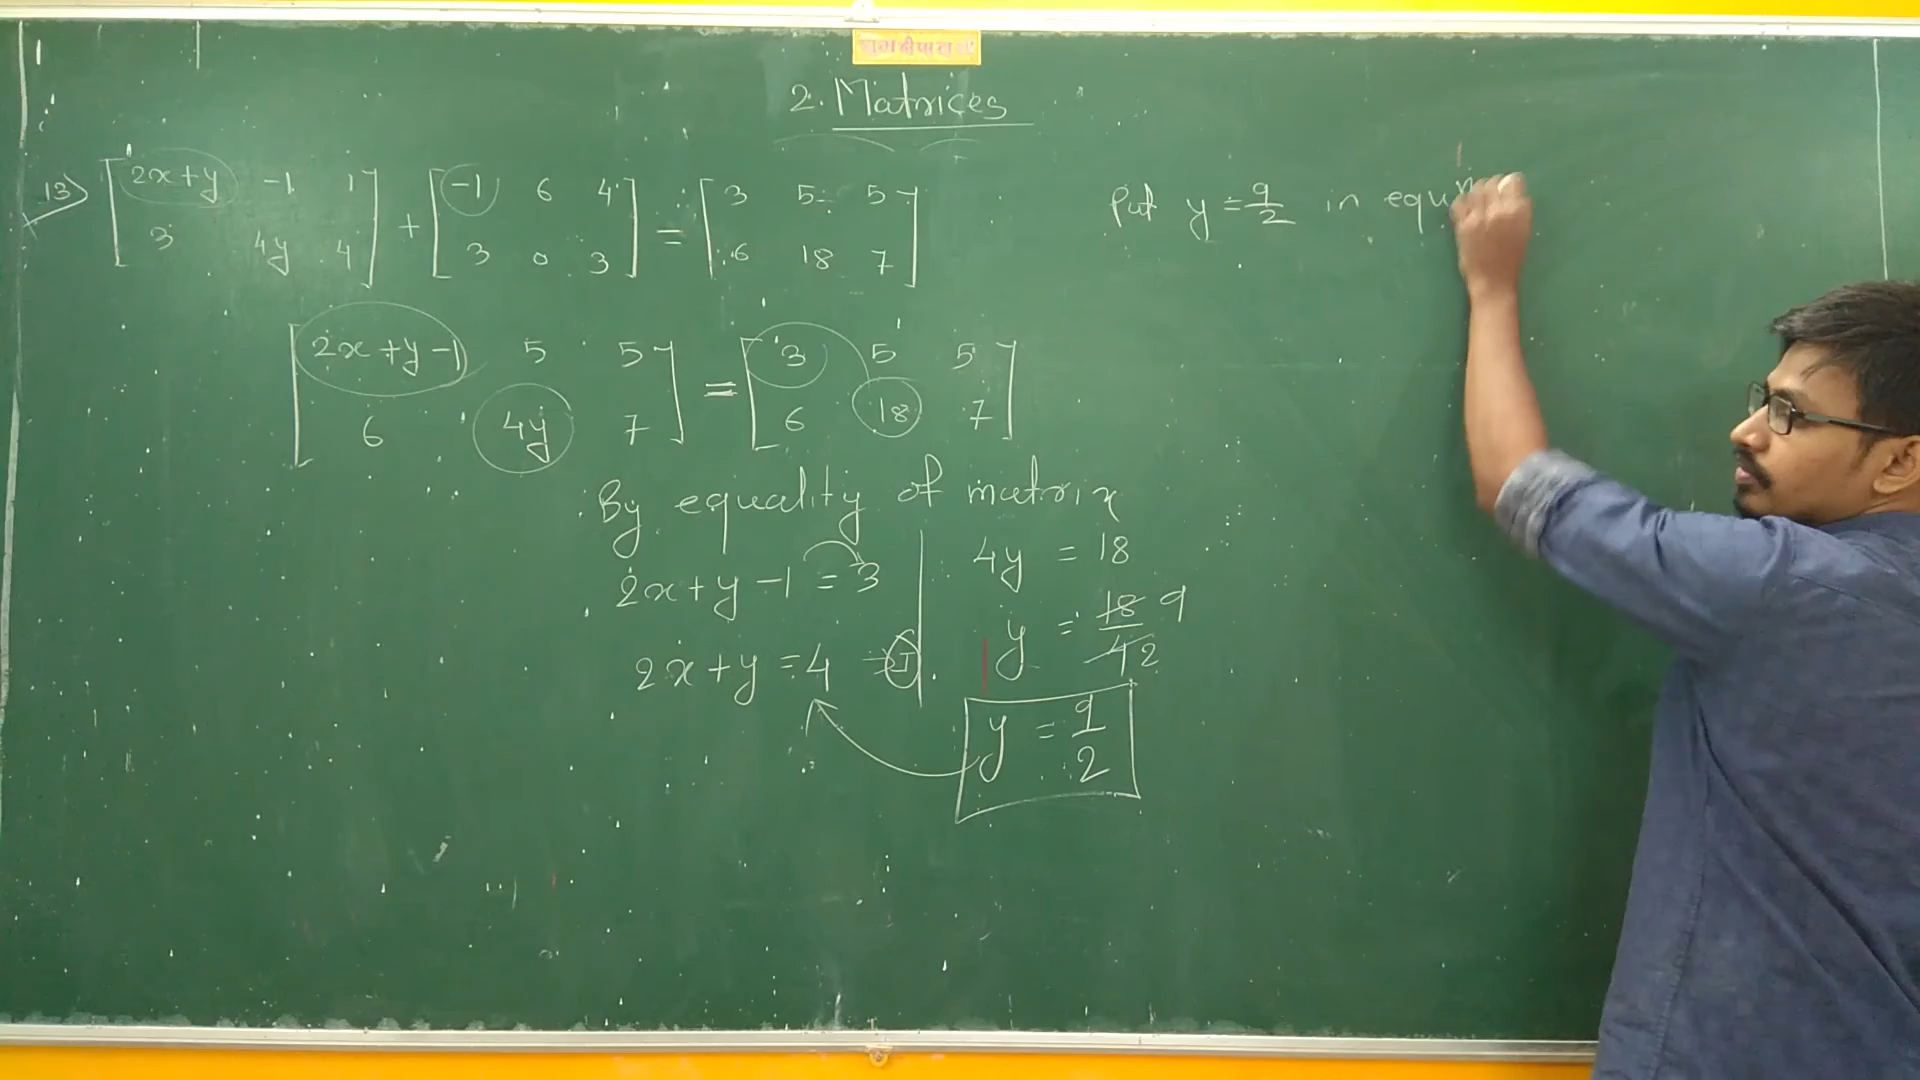 2. Matrices
13) [2x+y -1 1] + [-1 6 4] = [3 5 5]
[3 4y 4] [3 0 3] [6 18 7]
[2x+y-1 5 5] = [3 5 5]
[6 4y 7] [6 18 7]
By equality of matrix
2x+y-1 = 3
2x+y = 4 → I
4y = 18
y = 18/4 9 2
y = 9/2
Put y = 9/2 in equ